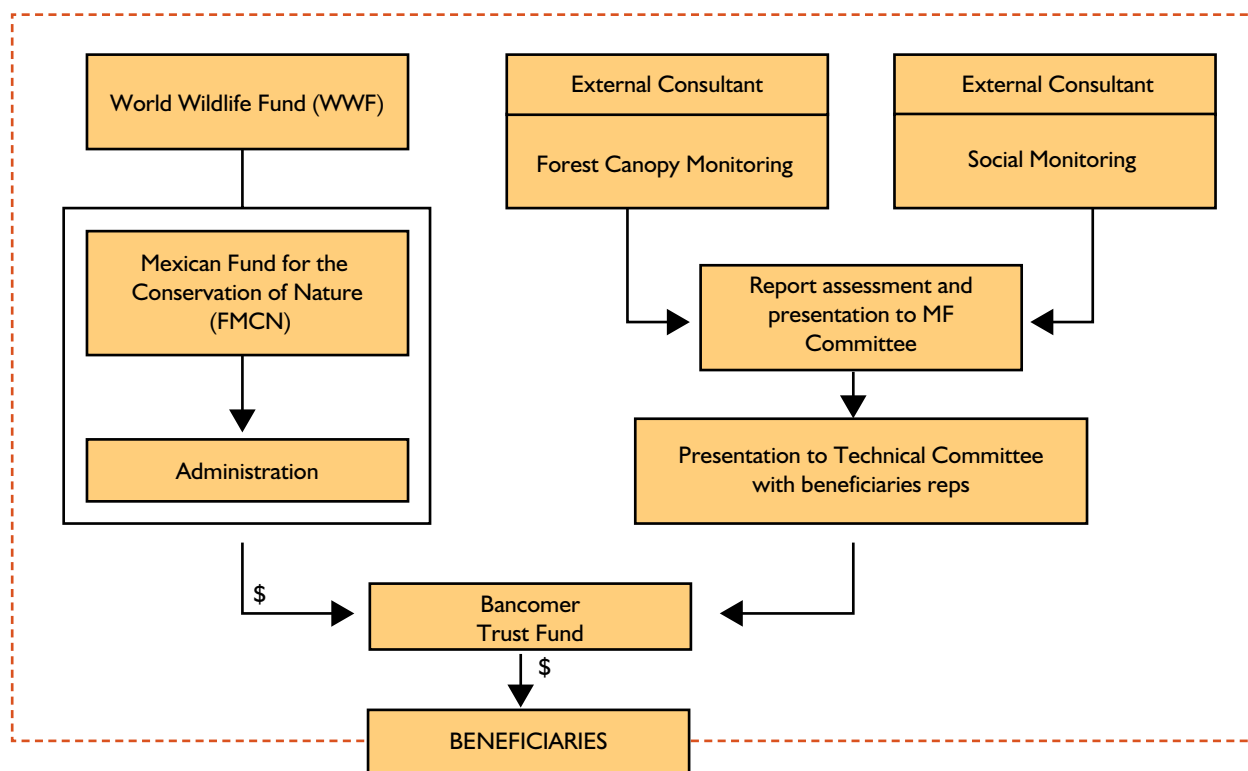 World Wildlife Fund (WWF)
External Consultant
Forest Canopy Monitoring
External Consultant
Social Monitoring
Mexican Fund for the
Conservation of Nature
(FMCN)
Administration
Report assessment and
presentation to MF
Committee
Presentation to Technical Committee
with beneficiaries reps
$
Bancomer
Trust Fund
$
BENEFICIARIES